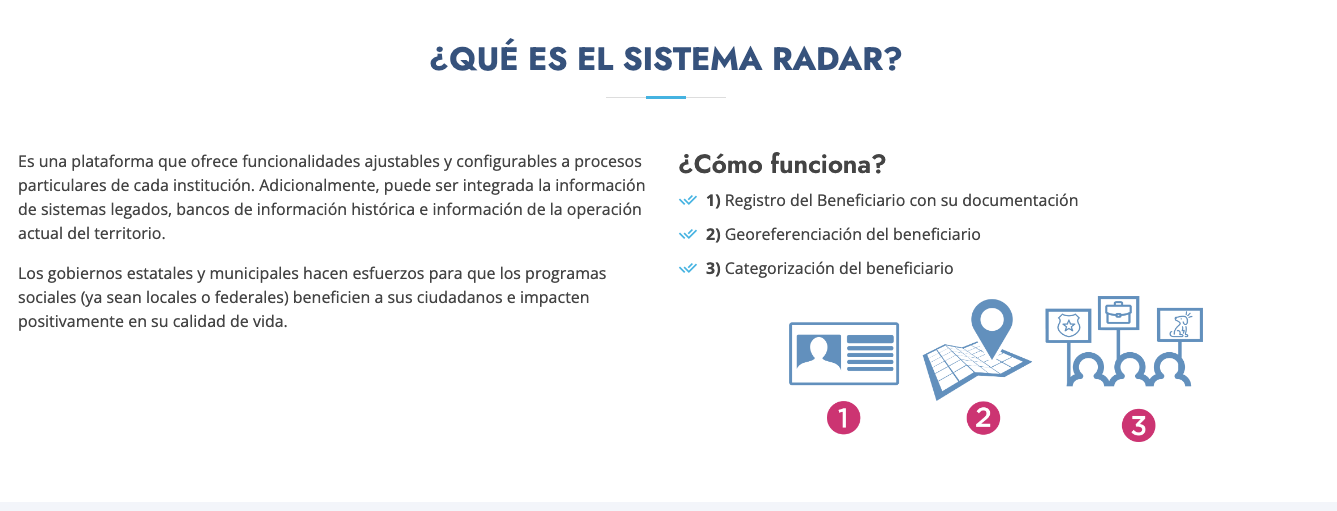 ¿QUÉ ES EL SISTEMA RADAR?
Es una plataforma que ofrece funcionalidades ajustables y configurables a procesos
particulares de cada institución. Adicionalmente, puede ser integrada la información
de sistemas legados, bancos de información histórica e información de la operación
actual del territorio.
Los gobiernos estatales y municipales hacen esfuerzos para que los programas
sociales (ya sean locales o federales) beneficien a sus ciudadanos e impacten
positivamente en su calidad de vida.
¿Cómo funciona?
1) Registro del Beneficiario con su documentación
2) Georeferenciación del beneficiario
3) Categorización del beneficiario
1
2
3